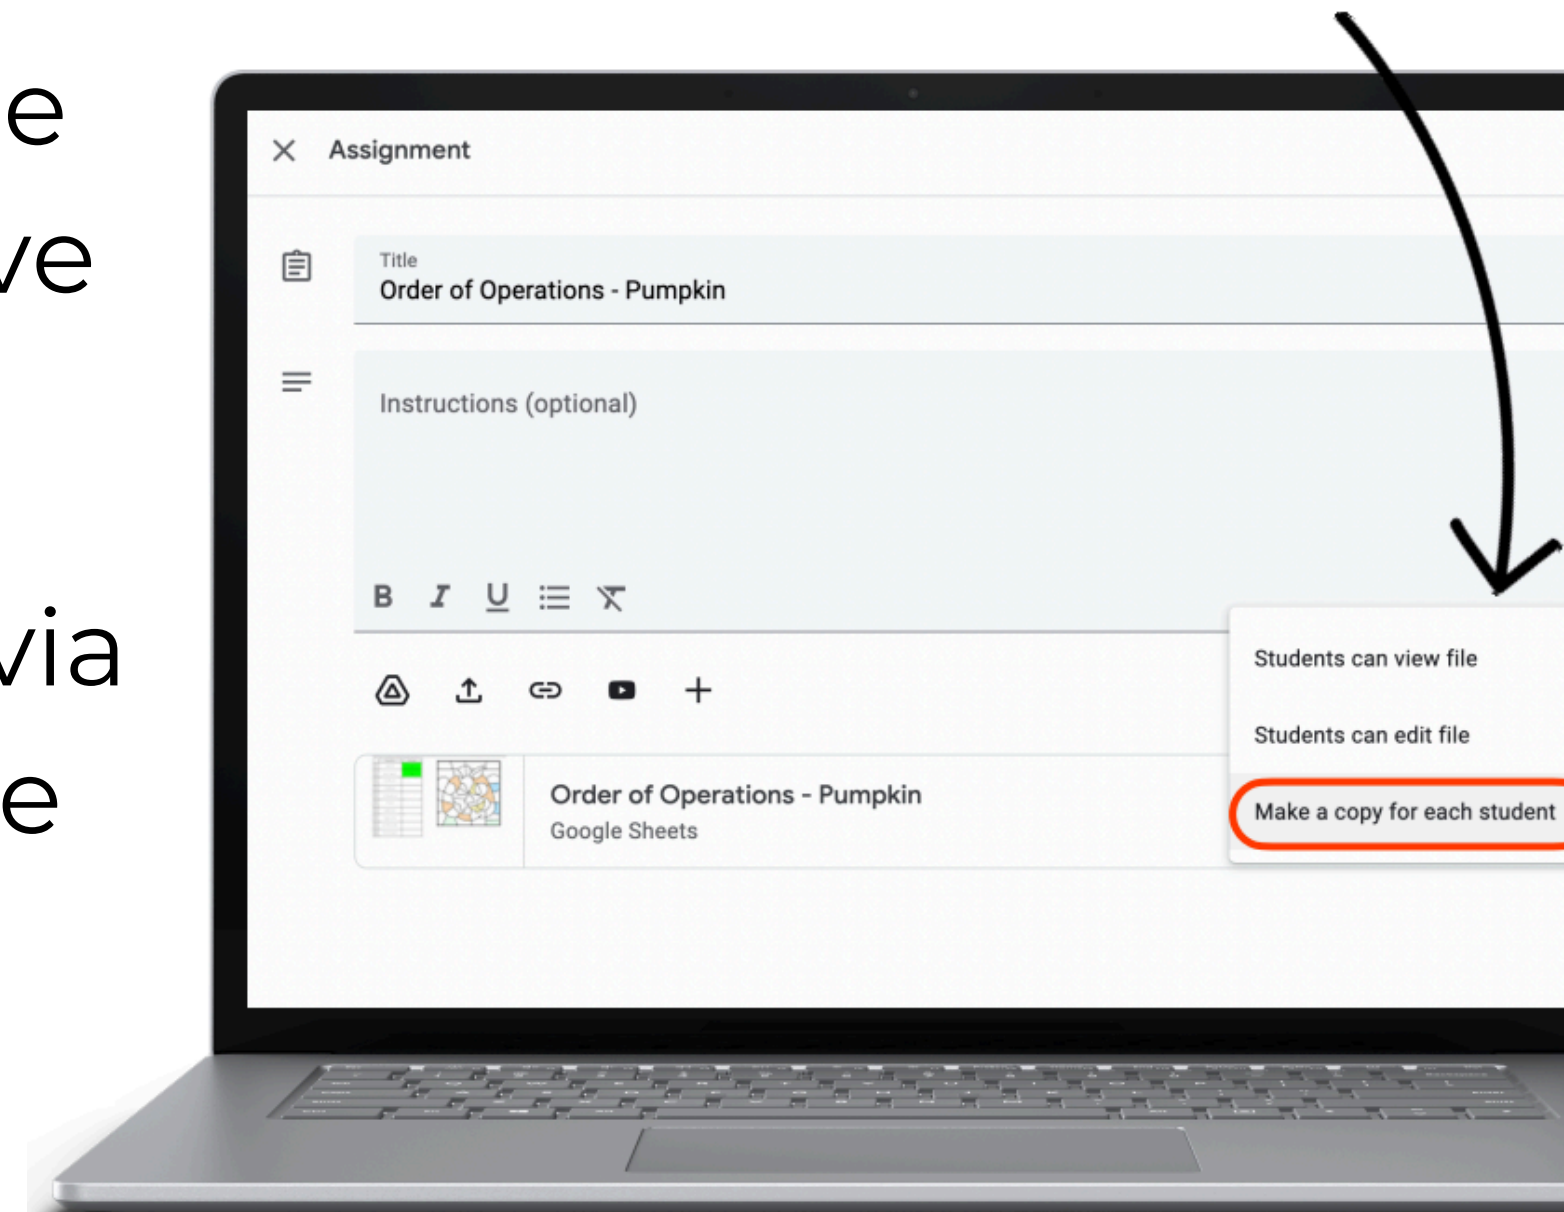 e
ve
via
e
Assignment
Title
Order of Operations - Pumpkin
Instructions (optional)
B I U
Students can view file
Students can edit file
Make a copy for each student
Order of Operations - Pumpkin
Google Sheets